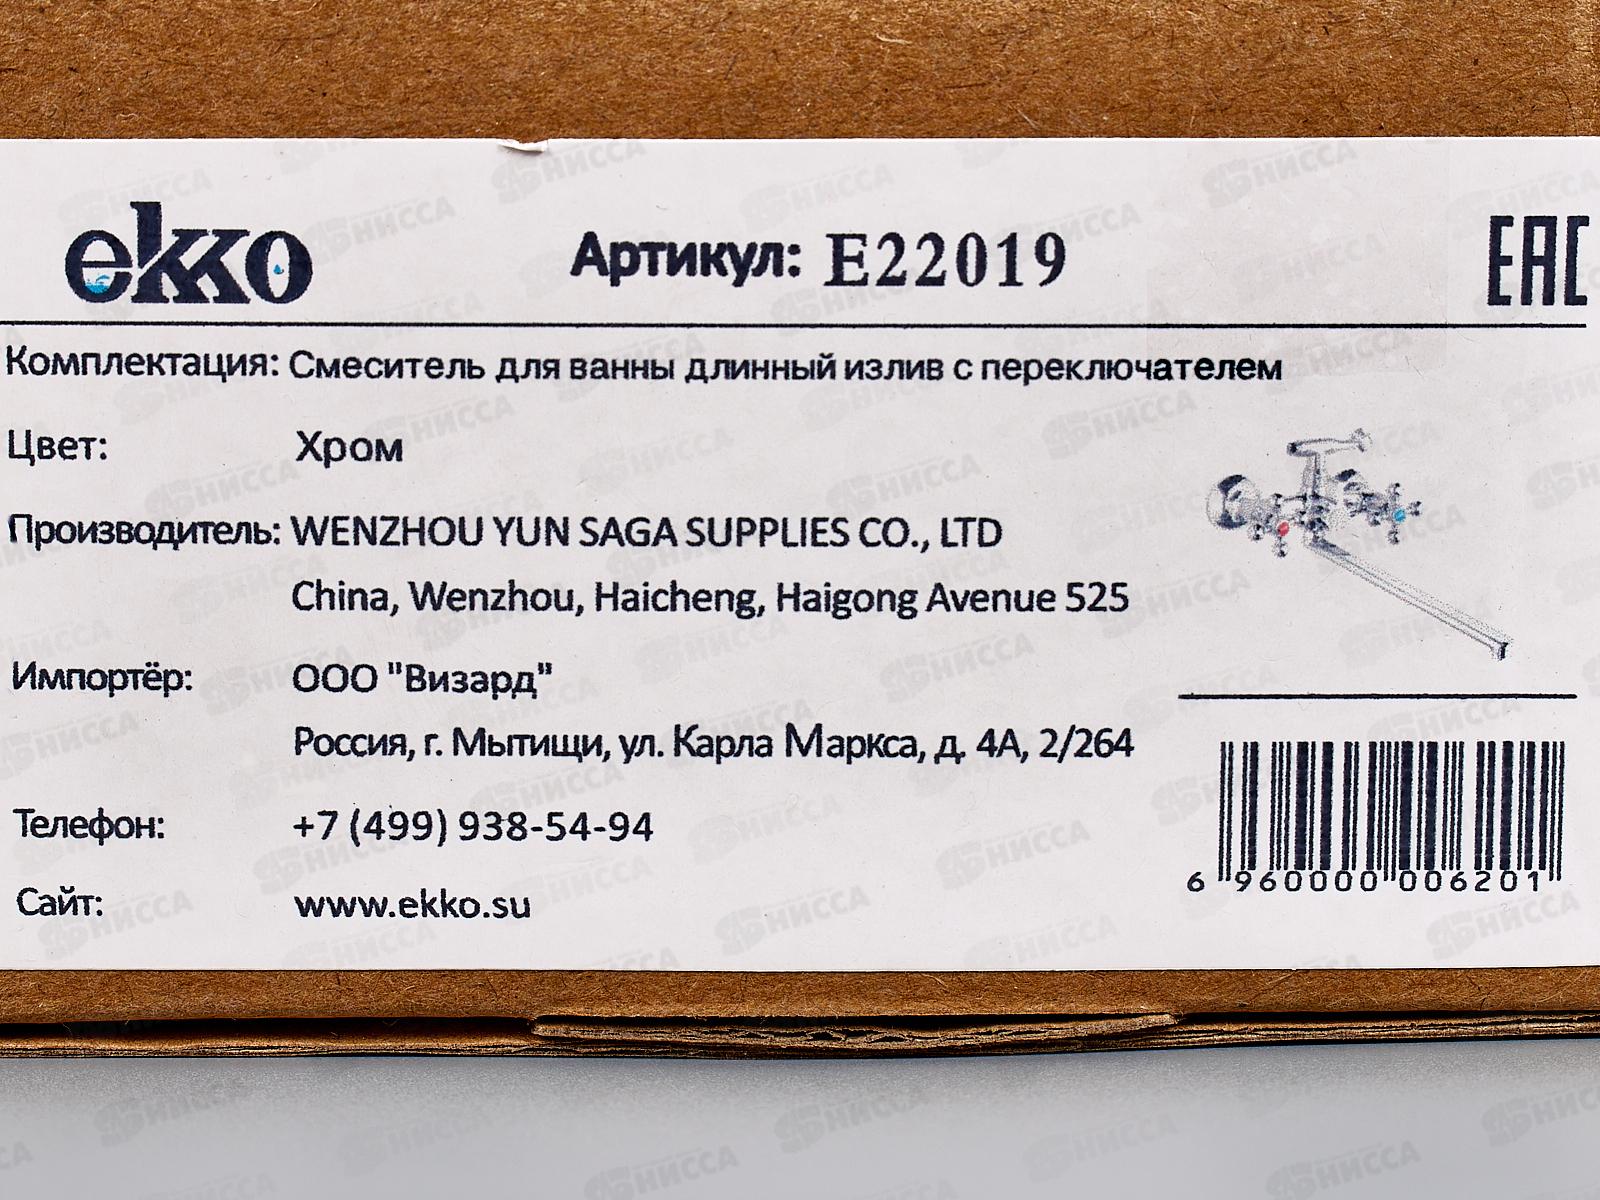 ekko Артикул: E22019 EAC
Комплектация: Смеситель для ванны длинный излив с переключателем
Цвет: Хром
Производитель: WENZHOU YUN SAGA SUPPLIES CO., LTD
China, Wenzhou, Haicheng, Haigong Avenue 525
Импортёр: ООО "Визард"
Россия, г. Мытищи, ул. Карла Маркса, д. 4А, 2/264
Телефон: +7 (499) 938-54-94
Сайт: www.ekko.su
6 960000 006201
НИССА